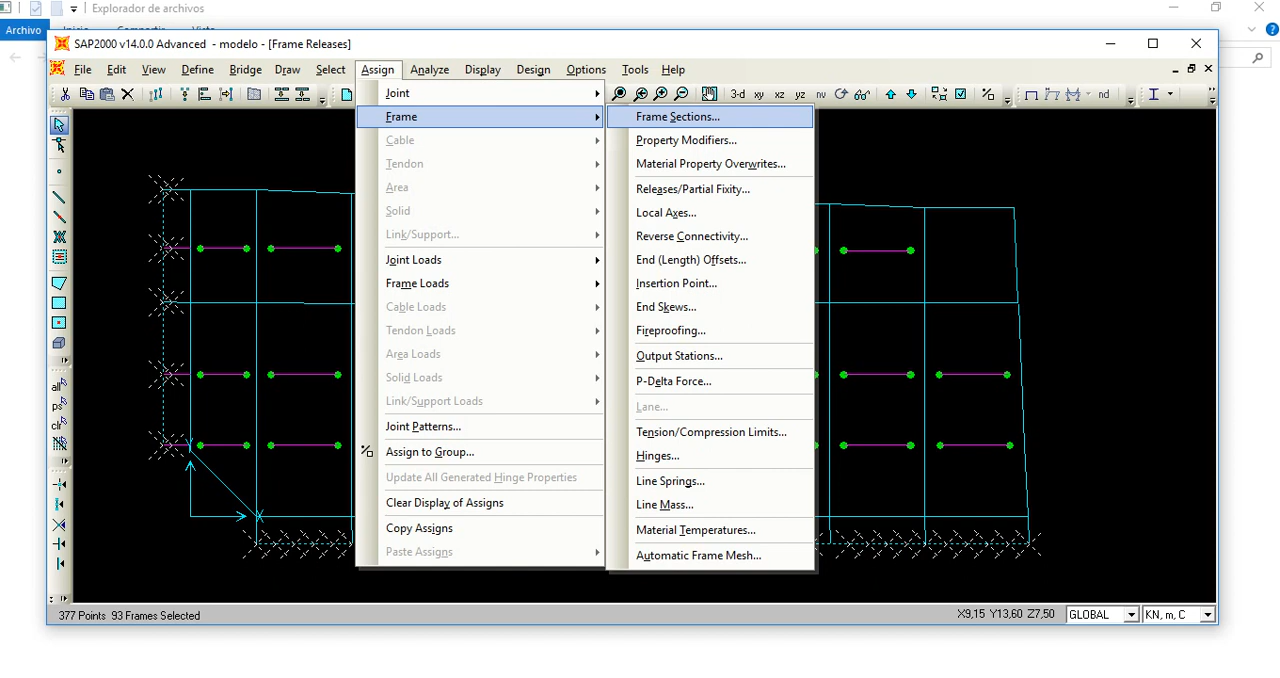 Explorador de archivos
Archivo Inicio Compartir Vista
SAP2000 v14.0.0 Advanced - modelo - [Frame Releases]
File Edit View Define Bridge Draw Select Assign Analyze Display Design Options Tools Help
3-d xy xz yz nv nd
Joint
Frame
Cable
Tendon
Area
Solid
Link/Support...
Joint Loads
Frame Loads
Cable Loads
Tendon Loads
Area Loads
Solid Loads
Link/Support Loads
Joint Patterns...
Assign to Group...
Update All Generated Hinge Properties
Clear Display of Assigns
Copy Assigns
Paste Assigns
Frame Sections...
Property Modifiers...
Material Property Overwrites...
Releases/Partial Fixity...
Local Axes...
Reverse Connectivity...
End (Length) Offsets...
Insertion Point...
End Skews...
Fireproofing...
Output Stations...
P-Delta Force...
Lane...
Tension/Compression Limits...
Hinges...
Line Springs...
Line Mass...
Material Temperatures...
Automatic Frame Mesh...
all
ps
clr
377 Points 93 Frames Selected
X9,15 Y13,60 Z7,50
GLOBAL
KN, m, C